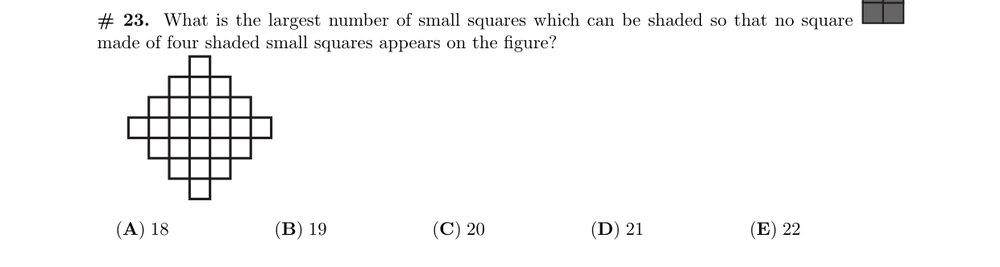 # 23. What is the largest number of small squares which can be shaded so that no square
made of four shaded small squares appears on the figure?
(A) 18 (B) 19 (C) 20 (D) 21 (E) 22